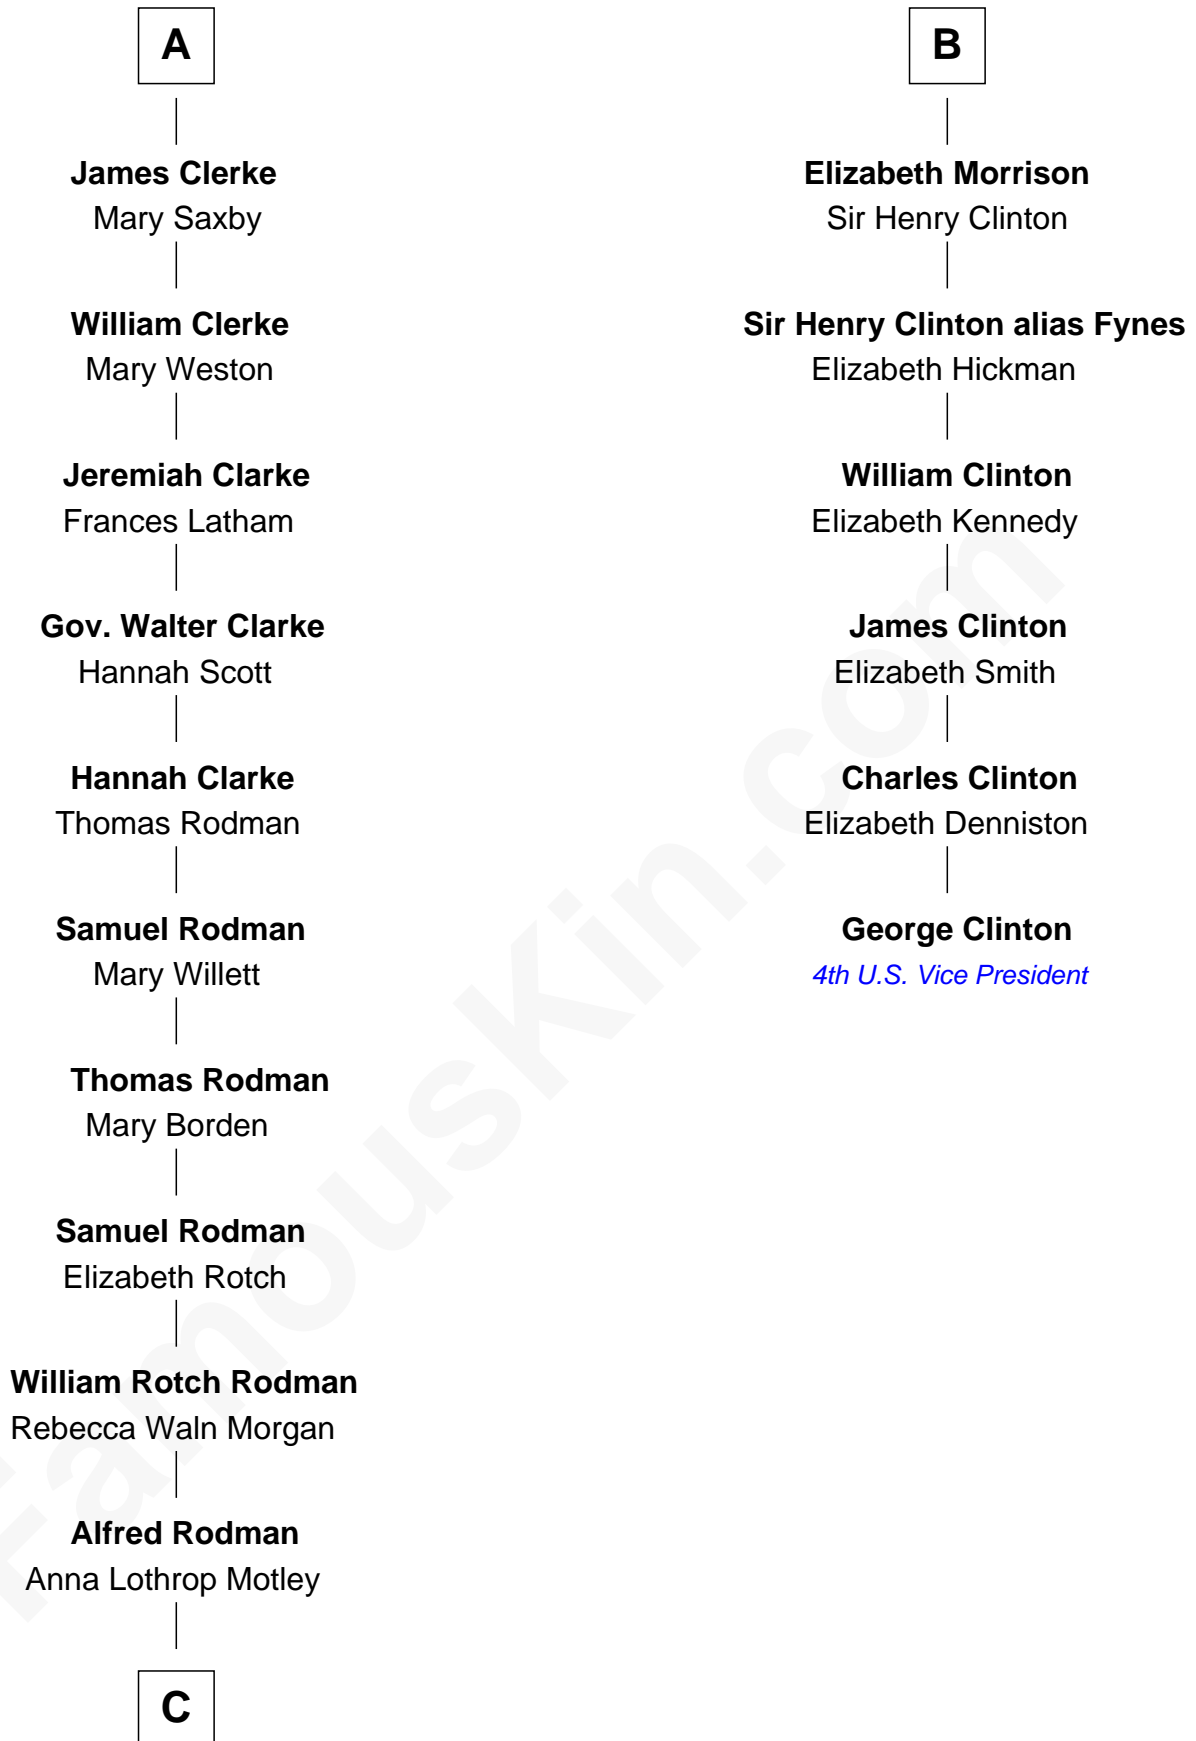 A
James Clerke
Mary Saxby
William Clerke
Mary Weston
Jeremiah Clarke
Frances Latham
Gov. Walter Clarke
Hannah Scott
Hannah Clarke
Thomas Rodman
Samuel Rodman
Mary Willett
Thomas Rodman
Mary Borden
Samuel Rodman
Elizabeth Rotch
William Rotch Rodman
Rebecca Waln Morgan
Alfred Rodman
Anna Lothrop Motley
C
B
Elizabeth Morrison
Sir Henry Clinton
Sir Henry Clinton alias Fynes
Elizabeth Hickman
William Clinton
Elizabeth Kennedy
James Clinton
Elizabeth Smith
Charles Clinton
Elizabeth Denniston
George Clinton
4th U.S. Vice President
FamousKin.com